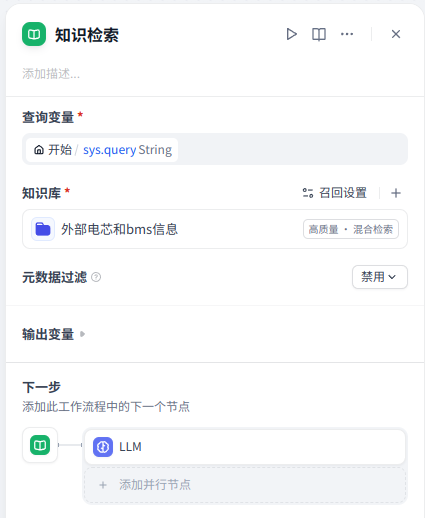 知识检索
添加描述...
查询变量 *
开始 / sys.query String
知识库 * 召回设置
外部电芯和bms信息 高质量 · 混合检索
元数据过滤 禁用
输出变量
下一步
添加此工作流程中的下一个节点
LLM
添加并行节点